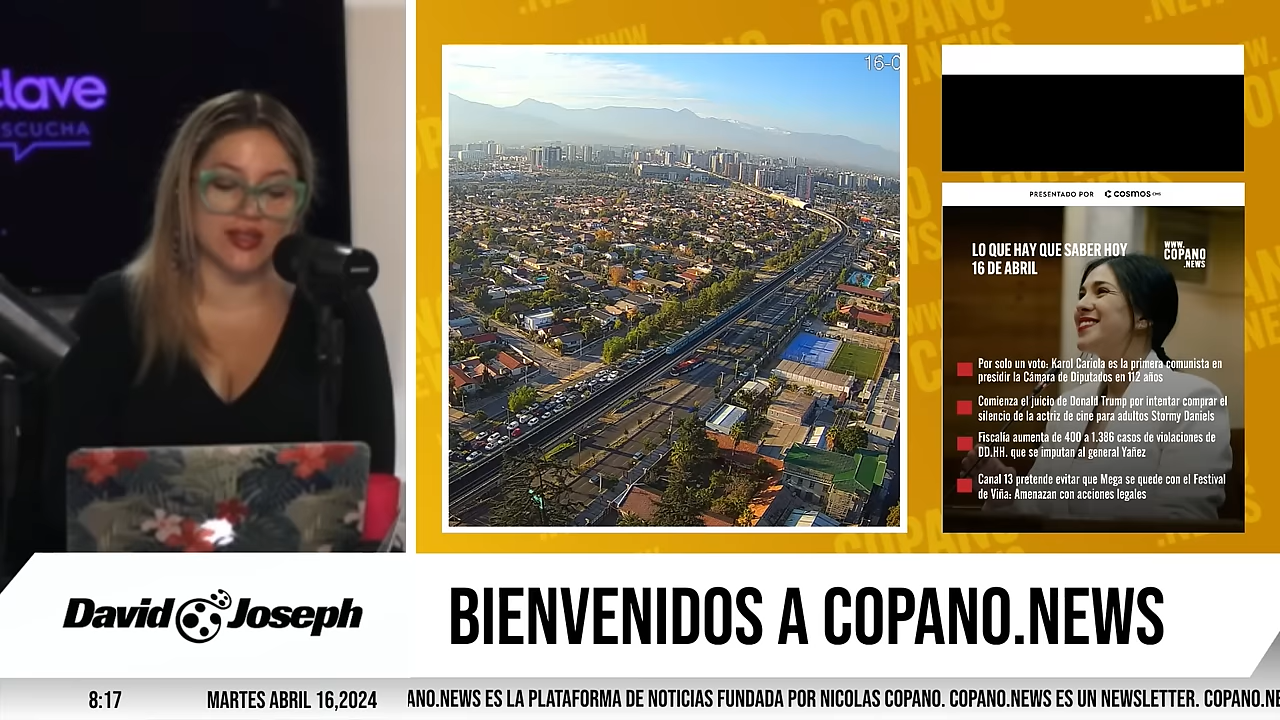 clave
SCUCHA
16-0
PRESENTADO POR COSMOS CMS
LO QUE HAY QUE SABER HOY
16 DE ABRIL
WWW.
COPANO
.NEWS
Por solo un voto: Karol Cariola es la primera comunista en
presidir la Cámara de Diputados en 112 años
Comienza el juicio de Donald Trump por intentar comprar el
silencio de la actriz de cine para adultos Stormy Daniels
Fiscalía aumenta de 400 a 1.386 casos de violaciones de
DD.HH. que se imputan al general Yañez
Canal 13 pretende evitar que Mega se quede con el Festival
de Viña: Amenazan con acciones legales
David Joseph
BIENVENIDOS A COPANO.NEWS
8:17
MARTES ABRIL 16,2024
ANO.NEWS ES LA PLATAFORMA DE NOTICIAS FUNDADA POR NICOLAS COPANO. COPANO.NEWS ES UN NEWSLETTER. COPANO.NE